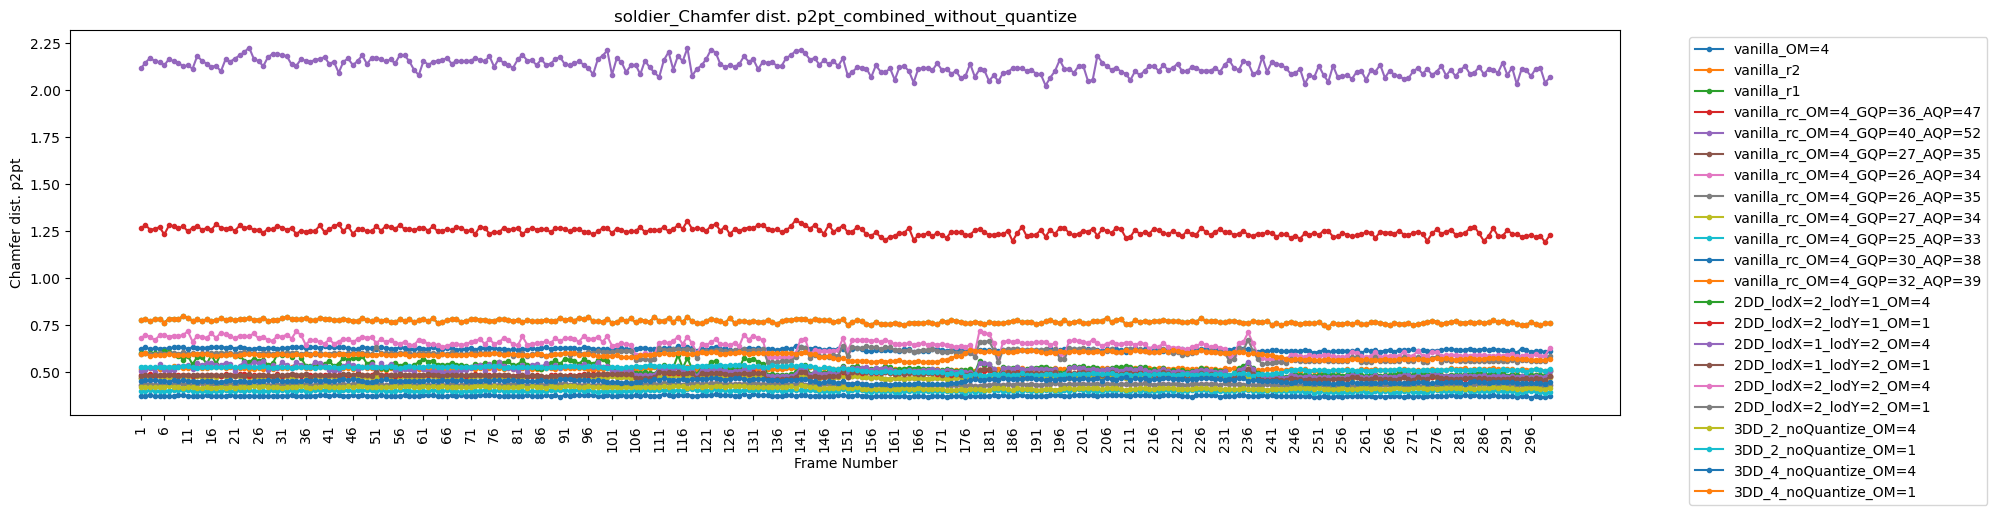 soldier_Chamfer dist. p2pt_combined_without_quantize
Chamfer dist. p2pt
2.25
2.00
1.75
1.50
1.25
1.00
0.75
0.50
1 6 11 16 21 26 31 36 41 46 51 56 61 66 71 76 81 86 91 96 101 106 111 116 121 126 131 136 141 146 151 156 161 166 171 176 181 186 191 196 201 206 211 216 221 226 231 236 241 246 251 256 261 266 271 276 281 286 291 296
Frame Number
vanilla_OM=4
vanilla_r2
vanilla_r1
vanilla_rc_OM=4_GQP=36_AQP=47
vanilla_rc_OM=4_GQP=40_AQP=52
vanilla_rc_OM=4_GQP=27_AQP=35
vanilla_rc_OM=4_GQP=26_AQP=34
vanilla_rc_OM=4_GQP=26_AQP=35
vanilla_rc_OM=4_GQP=27_AQP=34
vanilla_rc_OM=4_GQP=25_AQP=33
vanilla_rc_OM=4_GQP=30_AQP=38
vanilla_rc_OM=4_GQP=32_AQP=39
2DD_lodX=2_lodY=1_OM=4
2DD_lodX=2_lodY=1_OM=1
2DD_lodX=1_lodY=2_OM=4
2DD_lodX=1_lodY=2_OM=1
2DD_lodX=2_lodY=2_OM=4
2DD_lodX=2_lodY=2_OM=1
3DD_2_noQuantize_OM=4
3DD_2_noQuantize_OM=1
3DD_4_noQuantize_OM=4
3DD_4_noQuantize_OM=1